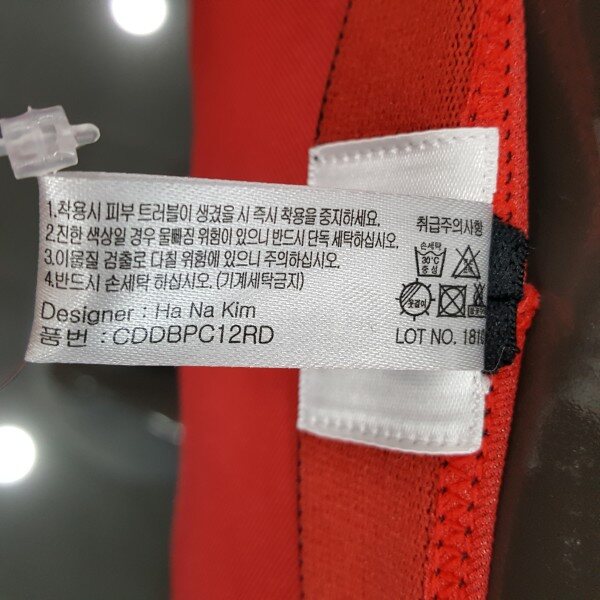 1.착용시 피부 트러블이 생겼을 시 즉시 착용을 중지하세요.
2.진한 색상일 경우 물빠짐 위험이 있으니 반드시 단독 세탁하십시오.
3.이물질 검출로 다칠 위험에 있으니 주의하십시오.
4.반드시 손세탁 하십시오. (기계세탁금지)
Designer : Ha Na Kim
품 번 : CDDBPC12RD
취급주의사항
손세탁
30°C
중성
옷걸이
LOT NO.